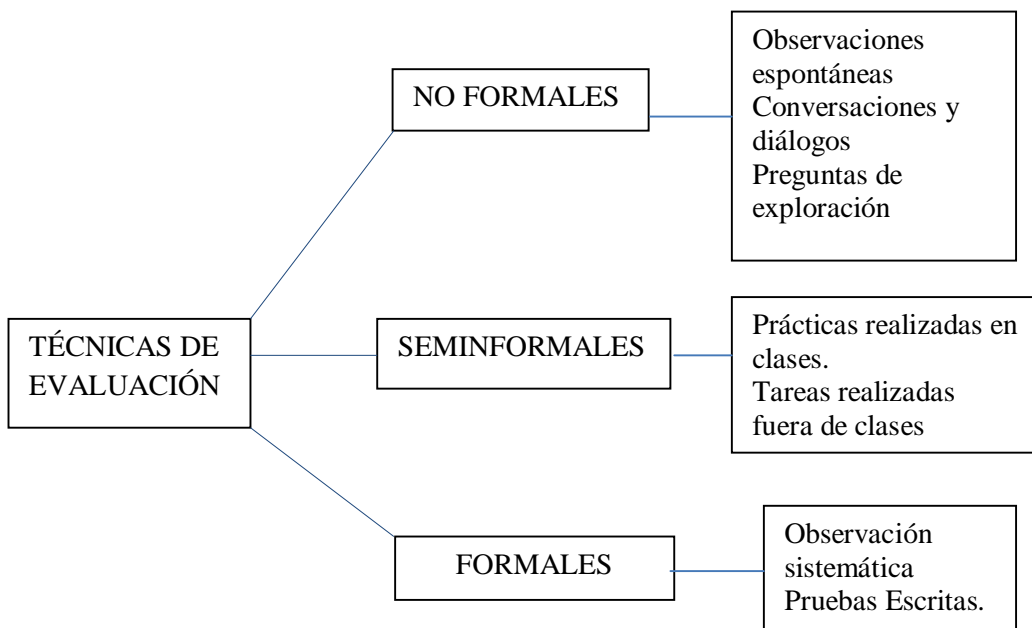 NO FORMALES
Observaciones
espontáneas
Conversaciones y
diálogos
Preguntas de
exploración
TÉCNICAS DE
EVALUACIÓN
SEMINFORMALES
Prácticas realizadas en
clases.
Tareas realizadas
fuera de clases
FORMALES
Observación
sistemática
Pruebas Escritas.